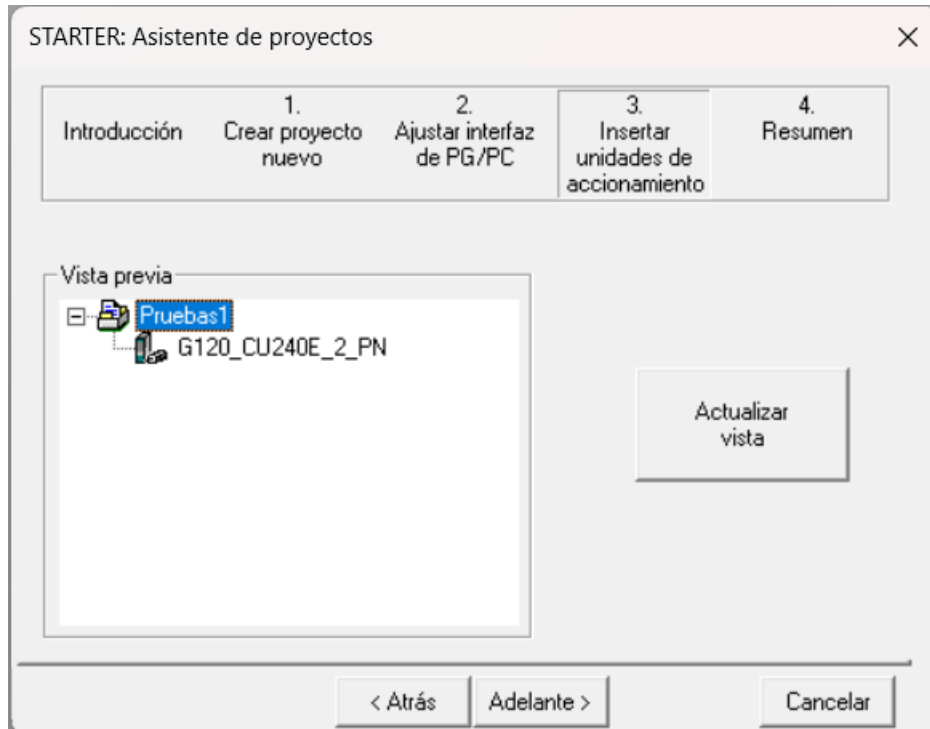 STARTER: Asistente de proyectos
Introducción
1.
Crear proyecto
nuevo
2.
Ajustar interfaz
de PG/PC
3.
Insertar
unidades de
accionamiento
4.
Resumen
Vista previa
Pruebas1
G120_CU240E_2_PN
Actualizar
vista
< Atrás
Adelante >
Cancelar